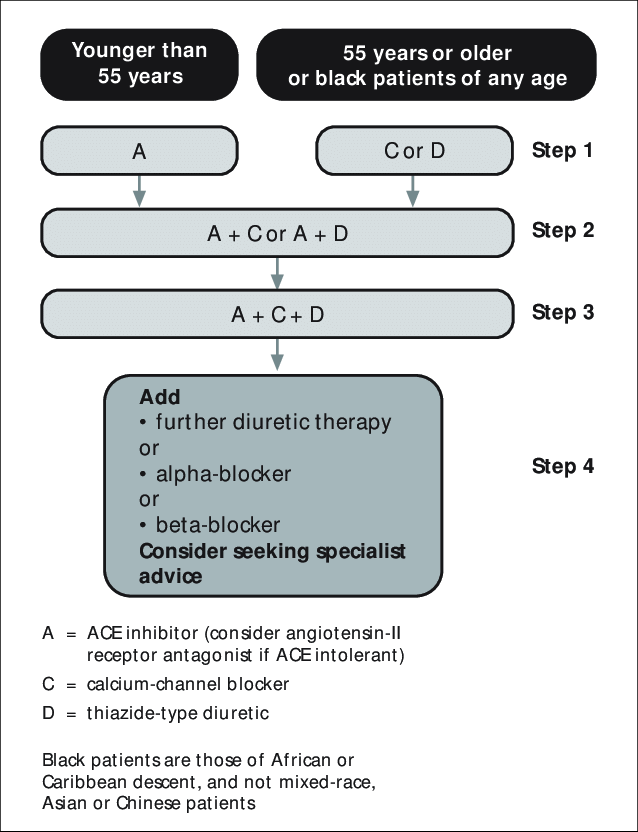 Younger than
55 years
55 years or older
or black patients of any age
A
C or D
Step 1
A + C or A + D
Step 2
A + C + D
Step 3
Add
• further diuretic therapy
or
• alpha-blocker
or
• beta-blocker
Consider seeking specialist
advice
Step 4
A = ACE inhibitor (consider angiotensin-II
receptor antagonist if ACE intolerant)
C = calcium-channel blocker
D = thiazide-type diuretic
Black patients are those of African or
Caribbean descent, and not mixed-race,
Asian or Chinese patients